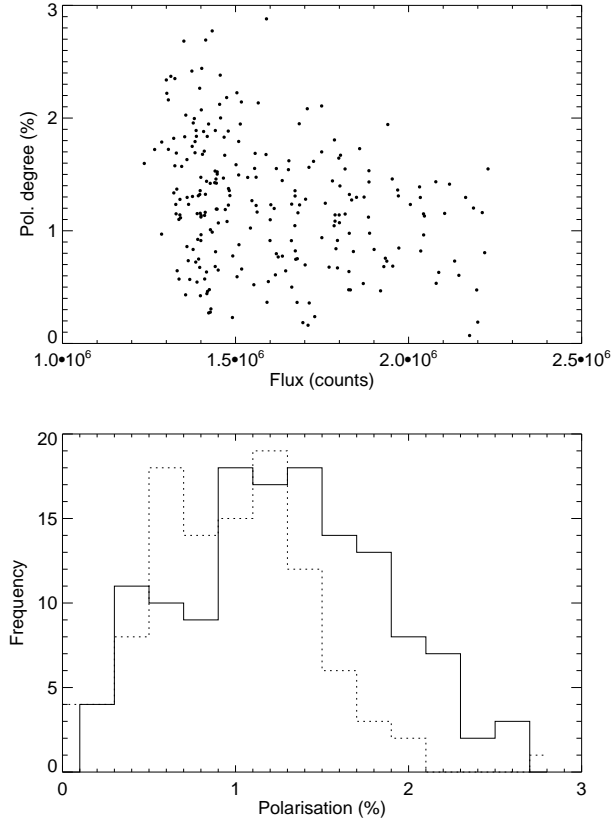 3
2
1
0
Pol. degree (%)
1.0•10⁶ 1.5•10⁶ 2.0•10⁶ 2.5•10⁶
Flux (counts)
20
15
10
5
0
Frequency
0 1 2 3
Polarisation (%)